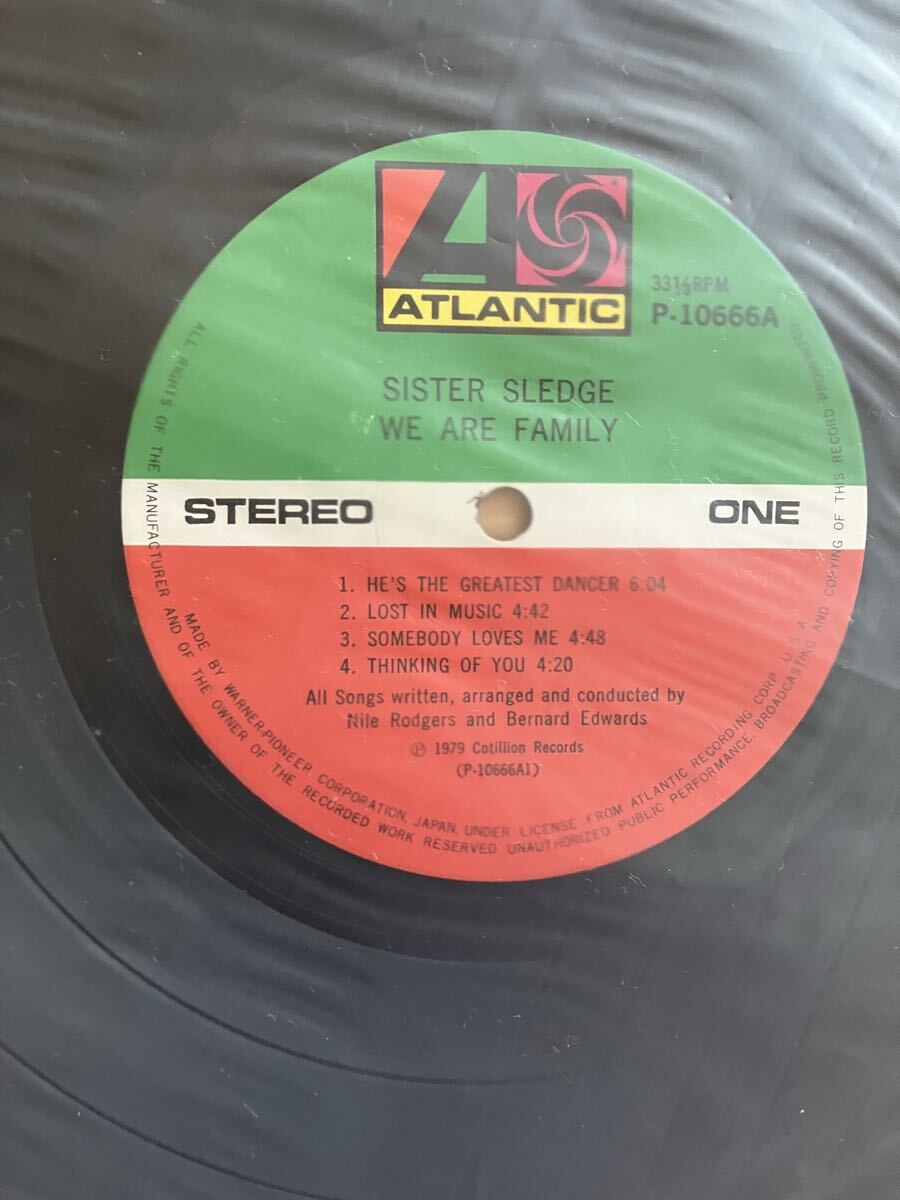 ATLANTIC
33⅓ RPM
P-10666A
SISTER SLEDGE
WE ARE FAMILY
STEREO
ONE
1. HE'S THE GREATEST DANCER 6:04
2. LOST IN MUSIC 4:42
3. SOMEBODY LOVES ME 4:48
4. THINKING OF YOU 4:20
All Songs written, arranged and conducted by
Nile Rodgers and Bernard Edwards
℗ 1979 Cotillion Records
(P-10666A1)
MADE BY WARNER-PIONEER CORPORATION, JAPAN, UNDER LICENSE FROM ATLANTIC RECORDING CORP. U.S.A.
ALL RIGHTS OF THE MANUFACTURER AND OF THE OWNER OF THE RECORDED WORK RESERVED UNAUTHORIZED PUBLIC PERFORMANCE, BROADCASTING AND COPYING OF THIS RECORD PROHIBITED